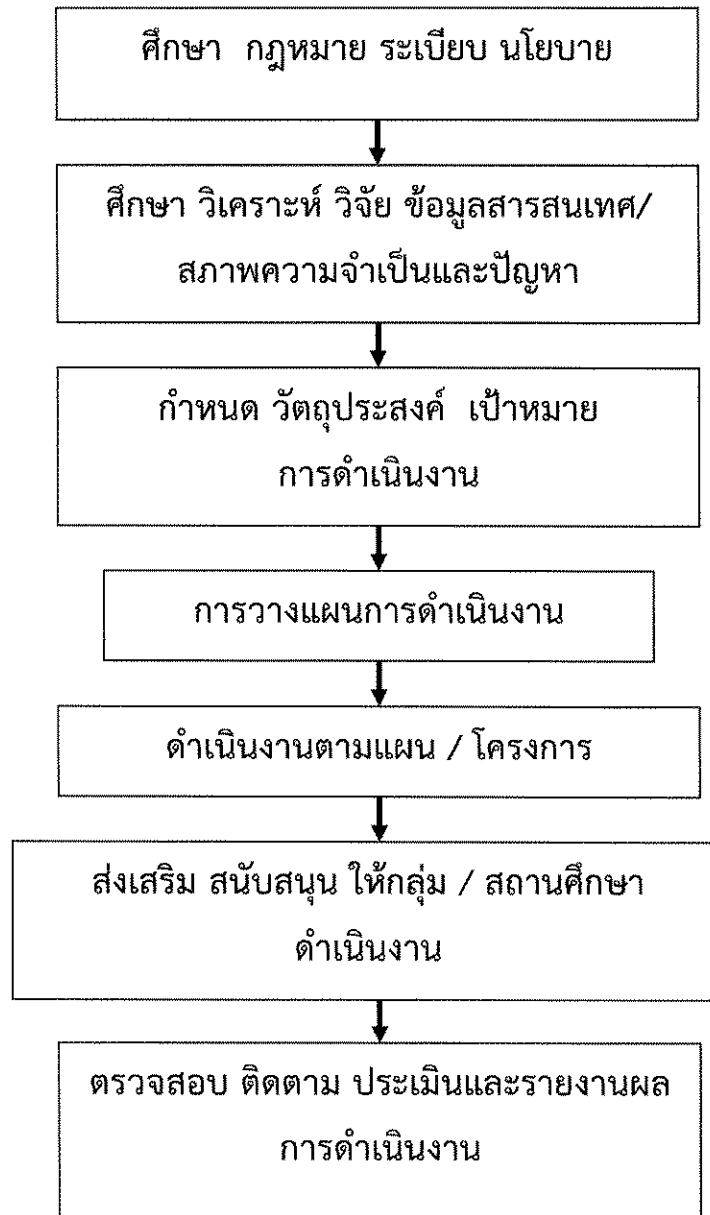 ศึกษา กฎหมาย ระเบียบ นโยบาย
ศึกษา วิเคราะห์ วิจัย ข้อมูลสารสนเทศ/
สภาพความจำเป็นและปัญหา
กำหนด วัตถุประสงค์ เป้าหมาย
การดำเนินงาน
การวางแผนการดำเนินงาน
ดำเนินงานตามแผน / โครงการ
ส่งเสริม สนับสนุน ให้กลุ่ม / สถานศึกษา
ดำเนินงาน
ตรวจสอบ ติดตาม ประเมินและรายงานผล
การดำเนินงาน